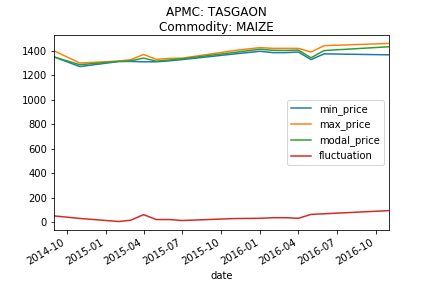 APMC: TASGAON
Commodity: MAIZE
1400
1200
1000
800
600
400
200
0
min_price
max_price
modal_price
fluctuation
2014-10
2015-01
2015-04
2015-07
2015-10
2016-01
2016-04
2016-07
2016-10
date